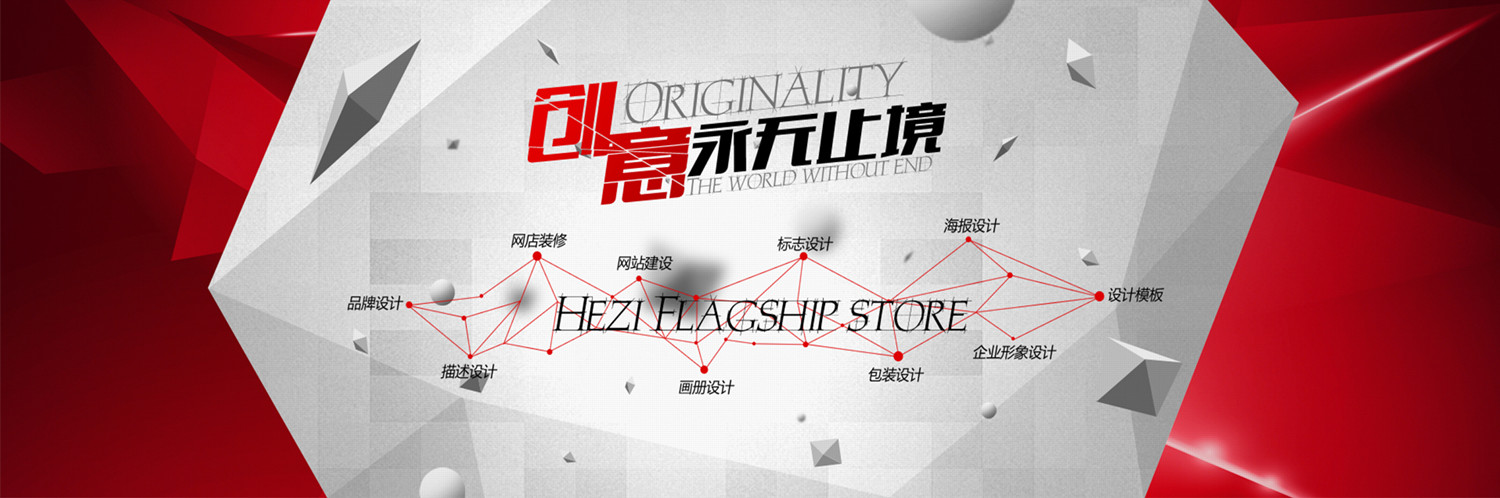 ORIGINALITY
创意永无止境
THE WORLD WITHOUT END
海报设计
网店装修
标志设计
网站建设
品牌设计
设计模板
HEZI FLAGSHIP STORE
企业形象设计
描述设计
包装设计
画册设计